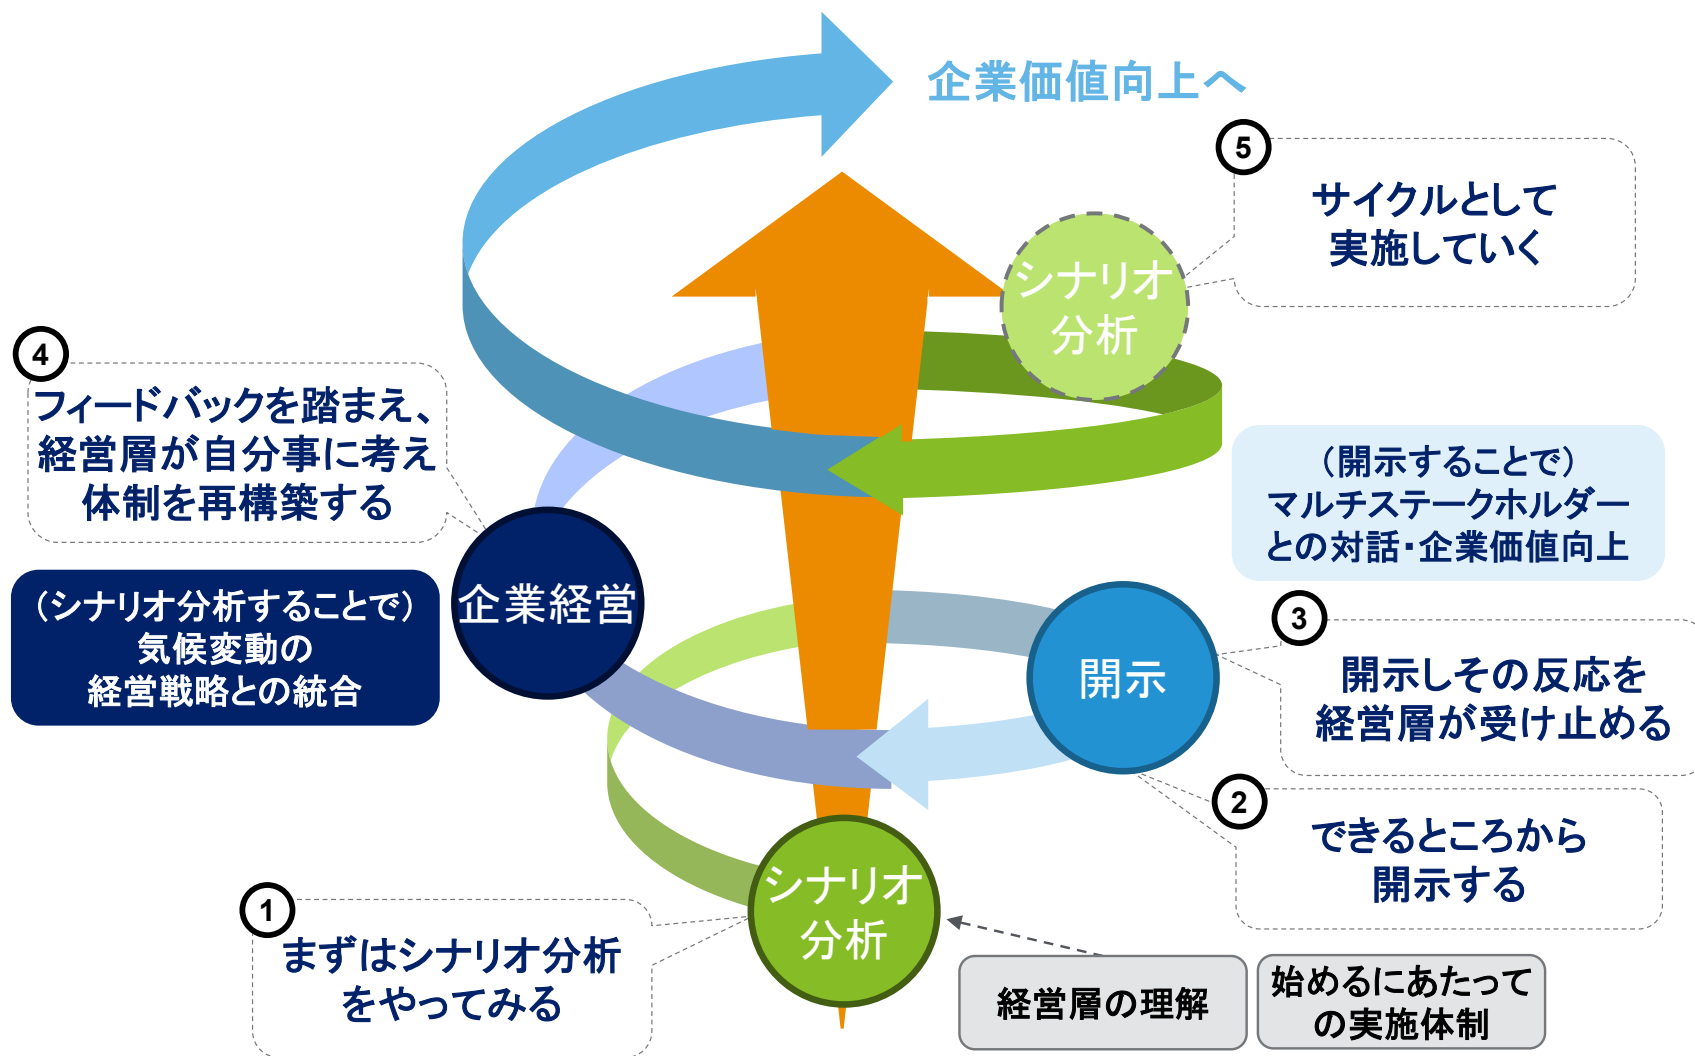 企業価値向上へ
5
サイクルとして
実施していく
シナリオ
分析
4
フィードバックを踏まえ、
経営層が自分事に考え
体制を再構築する
（開示することで）
マルチステークホルダー
との対話・企業価値向上
企業経営
（シナリオ分析することで）
気候変動の
経営戦略との統合
3
開示しその反応を
経営層が受け止める
開示
2
できるところから
開示する
1
まずはシナリオ分析
をやってみる
シナリオ
分析
経営層の理解
始めるにあたって
の実施体制